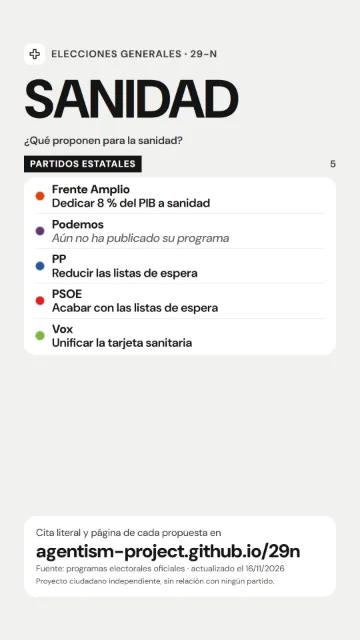 ELECCIONES GENERALES · 29-N
SANIDAD
¿Qué proponen para la sanidad?
PARTIDOS ESTATALES
5
Frente Amplio
Dedicar 8 % del PIB a sanidad
Podemos
Aún no ha publicado su programa
PP
Reducir las listas de espera
PSOE
Acabar con las listas de espera
Vox
Unificar la tarjeta sanitaria
Cita literal y página de cada propuesta en
agentism-project.github.io/29n
Fuente: programas electorales oficiales · actualizado el 16/11/2026
Proyecto ciudadano independiente, sin relación con ningún partido.